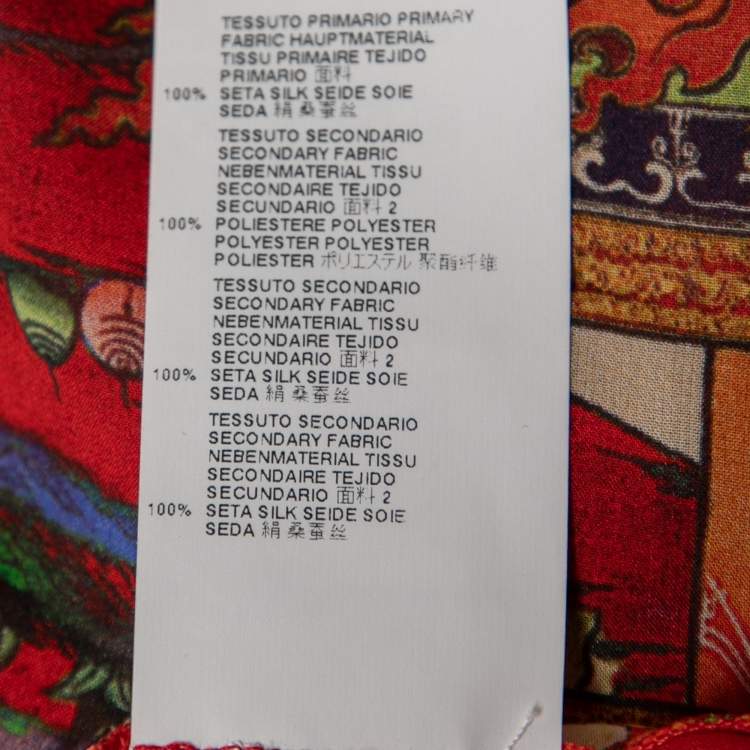 TESSUTO PRIMARIO PRIMARY
FABRIC HAUPTMATERIAL
TISSU PRIMAIRE TEJIDO
PRIMARIO 面料
100% SETA SILK SEIDE SOIE
SEDA 絹 桑蚕丝
TESSUTO SECONDARIO
SECONDARY FABRIC
NEBENMATERIAL TISSU
SECONDAIRE TEJIDO
SECUNDARIO 面料 2
100% POLIESTERE POLYESTER
POLYESTER POLYESTER
POLIESTER ポリエステル 聚酯纤维
TESSUTO SECONDARIO
SECONDARY FABRIC
NEBENMATERIAL TISSU
SECONDAIRE TEJIDO
SECUNDARIO 面料 2
100% SETA SILK SEIDE SOIE
SEDA 絹 桑蚕丝
TESSUTO SECONDARIO
SECONDARY FABRIC
NEBENMATERIAL TISSU
SECONDAIRE TEJIDO
SECUNDARIO 面料 2
100% SETA SILK SEIDE SOIE
SEDA 絹 桑蚕丝